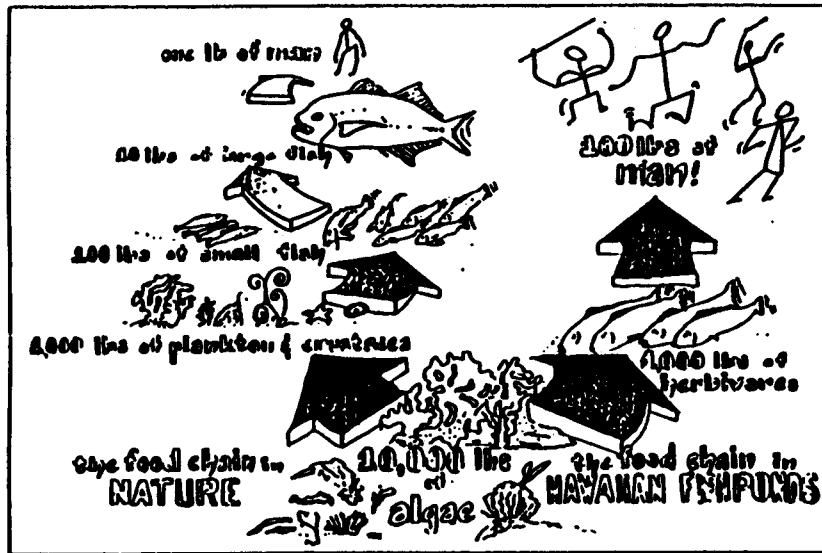 one lb of man
10 lbs of large fish
100 lbs of small fish
1,000 lbs of plankton &
10,000 lbs
of
algae
the food chain in
NATURE
100 lbs of
man!
1,000 lbs of
herbivores
the food chain in
HAWAIIAN FISHPONDS